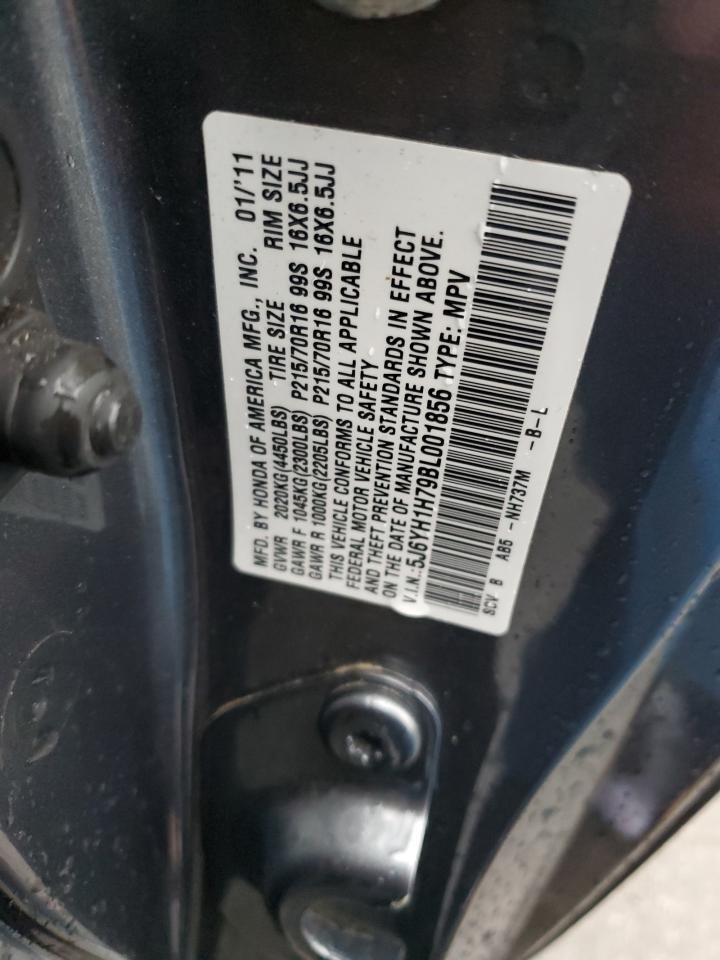 MFD. BY HONDA OF AMERICA MFG., INC. 01/'11
GVWR 2020KG(4450LBS) TIRE SIZE RIM SIZE
GAWR F 1045KG(2300LBS) P215/70R16 99S 16X6.5JJ
GAWR R 1000KG(2205LBS) P215/70R16 99S 16X6.5JJ
THIS VEHICLE CONFORMS TO ALL APPLICABLE
FEDERAL MOTOR VEHICLE SAFETY
AND THEFT PREVENTION STANDARDS IN EFFECT
ON THE DATE OF MANUFACTURE SHOWN ABOVE.
V.I.N.:5J6YH1H79BL001856 TYPE: MPV
SCV B AB5 -NH737M -B-L